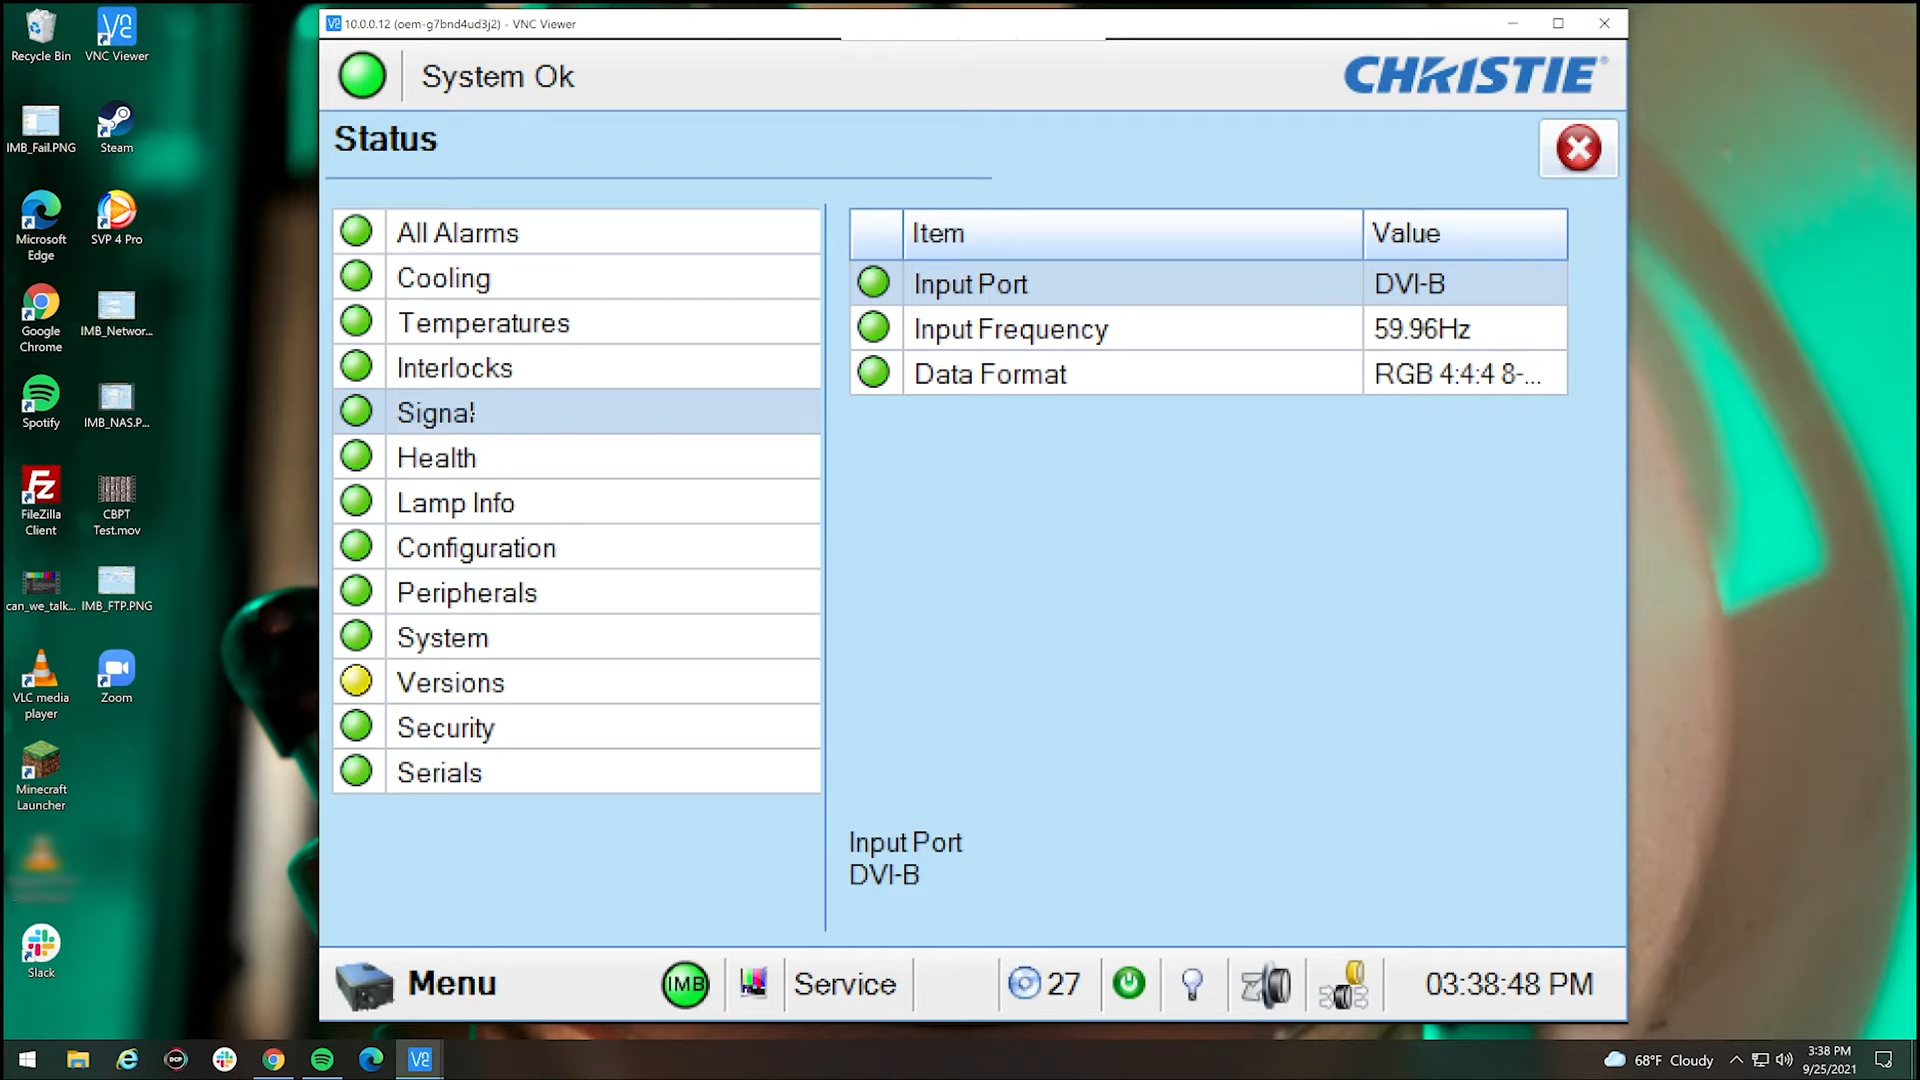 10.0.0.12 (oem-g7bnd4ud3j2) - VNC Viewer
System Ok
CHRISTIE®
Status
All Alarms
Cooling
Temperatures
Interlocks
Signal
Health
Lamp Info
Configuration
Peripherals
System
Versions
Security
Serials
Item Value
Input Port DVI-B
Input Frequency 59.96Hz
Data Format RGB 4:4:4 8-...
Input Port
DVI-B
Menu
IMB
Service
27
03:38:48 PM
Recycle Bin
VNC Viewer
IMB_Fail.PNG
Steam
Microsoft
Edge
SVP 4 Pro
Google
Chrome
IMB_Networ...
Spotify
IMB_NAS.P...
FileZilla
Client
CBPT
Test.mov
can_we_talk...
IMB_FTP.PNG
VLC media
player
Zoom
Minecraft
Launcher
Slack
DCP
68°F Cloudy
3:38 PM
9/25/2021